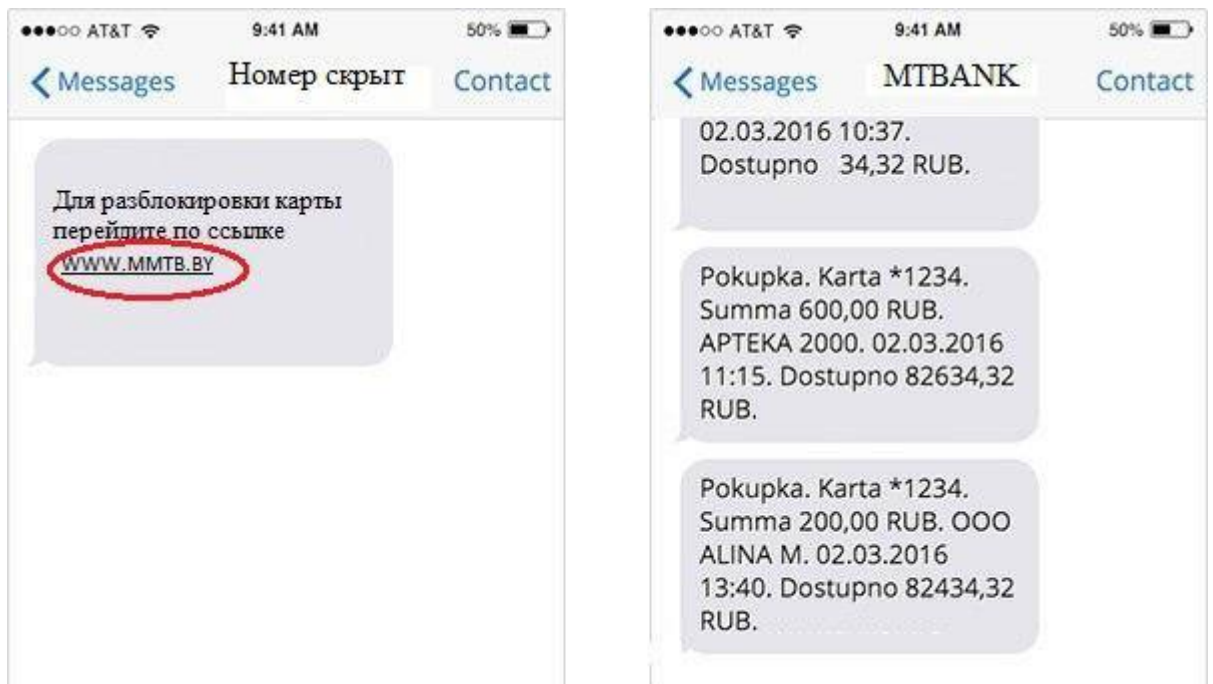 AT&T 9:41 AM 50%
Messages Номер скрыт Contact
Для разблокировки карты
перейдите по ссылке
WWW.MMTB.BY
AT&T 9:41 AM 50%
Messages MTBANK Contact
02.03.2016 10:37.
Dostupno 34,32 RUB.
Pokupka. Karta *1234.
Summa 600,00 RUB.
APTEKA 2000. 02.03.2016
11:15. Dostupno 82634,32
RUB.
Pokupka. Karta *1234.
Summa 200,00 RUB. OOO
ALINA M. 02.03.2016
13:40. Dostupno 82434,32
RUB.